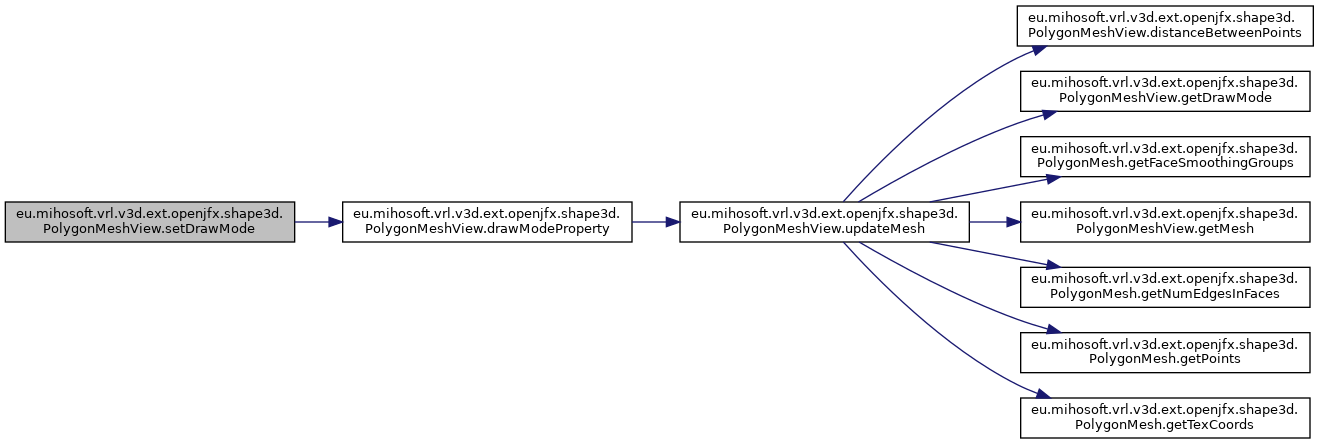 eu.mihosoft.vrl.v3d.ext.openjfx.shape3d.
PolygonMeshView.setDrawMode
eu.mihosoft.vrl.v3d.ext.openjfx.shape3d.
PolygonMeshView.drawModeProperty
eu.mihosoft.vrl.v3d.ext.openjfx.shape3d.
PolygonMeshView.updateMesh
eu.mihosoft.vrl.v3d.ext.openjfx.shape3d.
PolygonMeshView.distanceBetweenPoints
eu.mihosoft.vrl.v3d.ext.openjfx.shape3d.
PolygonMeshView.getDrawMode
eu.mihosoft.vrl.v3d.ext.openjfx.shape3d.
PolygonMesh.getFaceSmoothingGroups
eu.mihosoft.vrl.v3d.ext.openjfx.shape3d.
PolygonMeshView.getMesh
eu.mihosoft.vrl.v3d.ext.openjfx.shape3d.
PolygonMesh.getNumEdgesInFaces
eu.mihosoft.vrl.v3d.ext.openjfx.shape3d.
PolygonMesh.getPoints
eu.mihosoft.vrl.v3d.ext.openjfx.shape3d.
PolygonMesh.getTexCoords